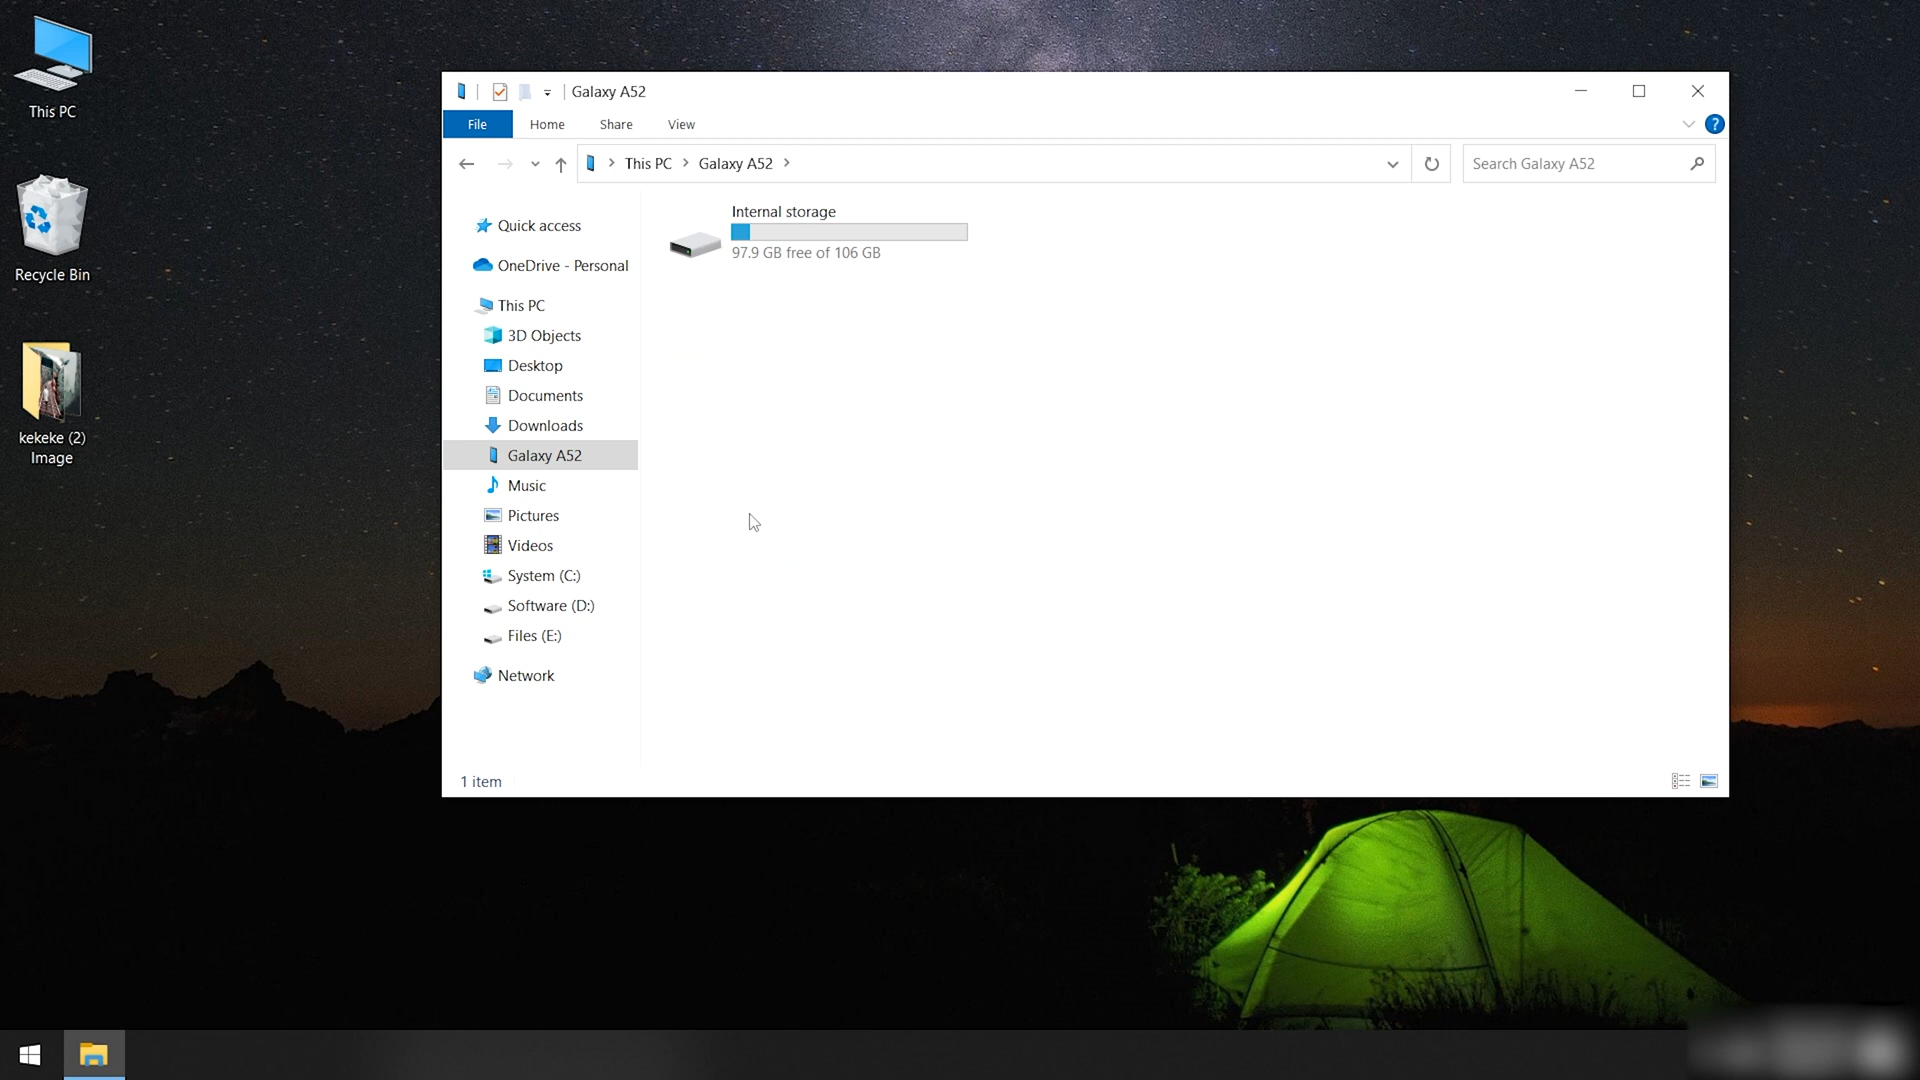 This PC
Recycle Bin
kekeke (2)
Image
Galaxy A52
File Home Share View
?
This PC Galaxy A52
Search Galaxy A52
Quick access
OneDrive - Personal
This PC
3D Objects
Desktop
Documents
Downloads
Galaxy A52
Music
Pictures
Videos
System (C:)
Software (D:)
Files (E:)
Network
Internal storage
97.9 GB free of 106 GB
1 item